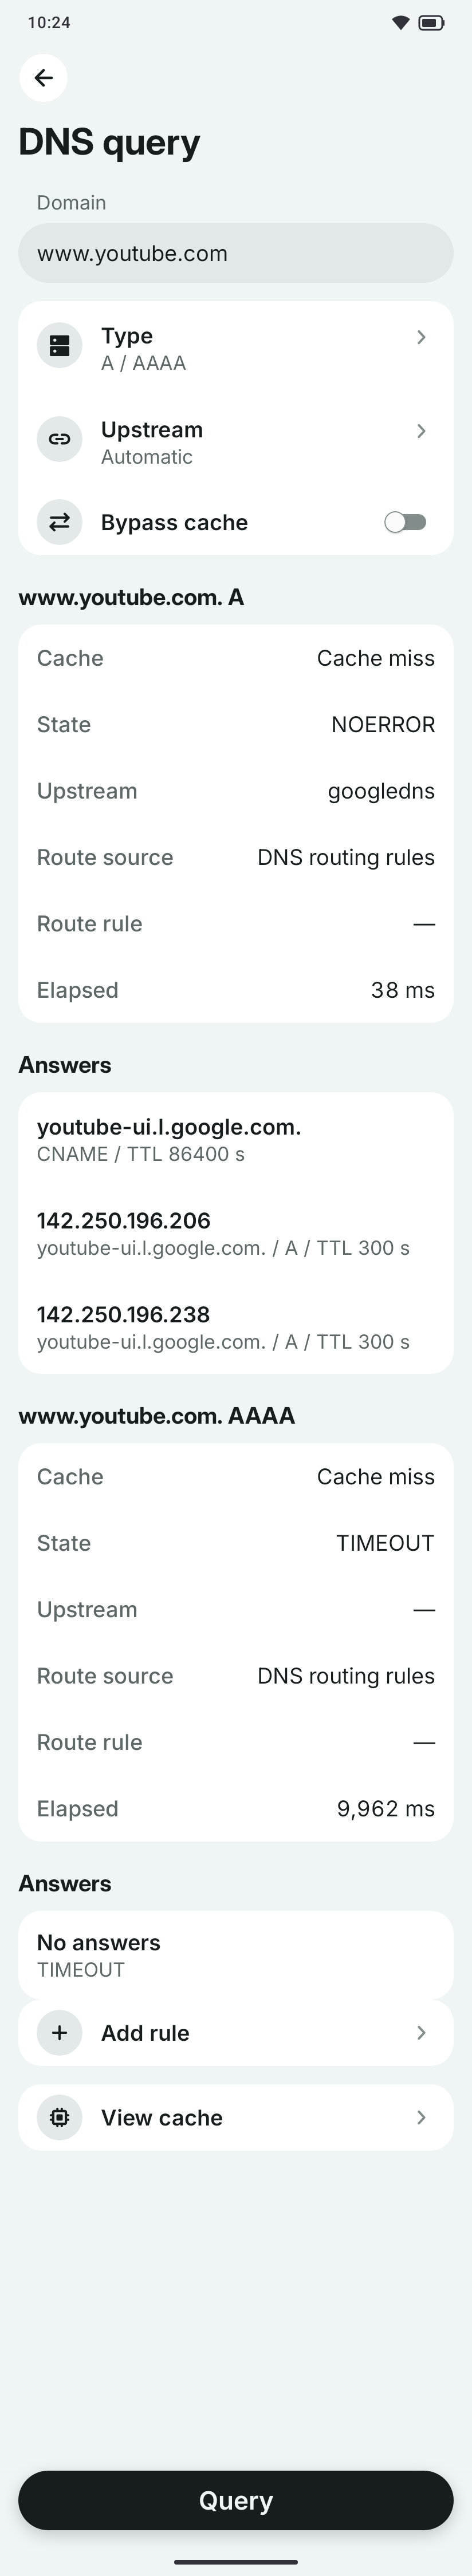 10:24
DNS query
Domain
www.youtube.com
Type
A / AAAA
Upstream
Automatic
Bypass cache
www.youtube.com. A
Cache Cache miss
State NOERROR
Upstream googledns
Route source DNS routing rules
Route rule —
Elapsed 38 ms
Answers
youtube-ui.l.google.com.
CNAME / TTL 86400 s
142.250.196.206
youtube-ui.l.google.com. / A / TTL 300 s
142.250.196.238
youtube-ui.l.google.com. / A / TTL 300 s
www.youtube.com. AAAA
Cache Cache miss
State TIMEOUT
Upstream —
Route source DNS routing rules
Route rule —
Elapsed 9,962 ms
Answers
No answers
TIMEOUT
Add rule
View cache
Query